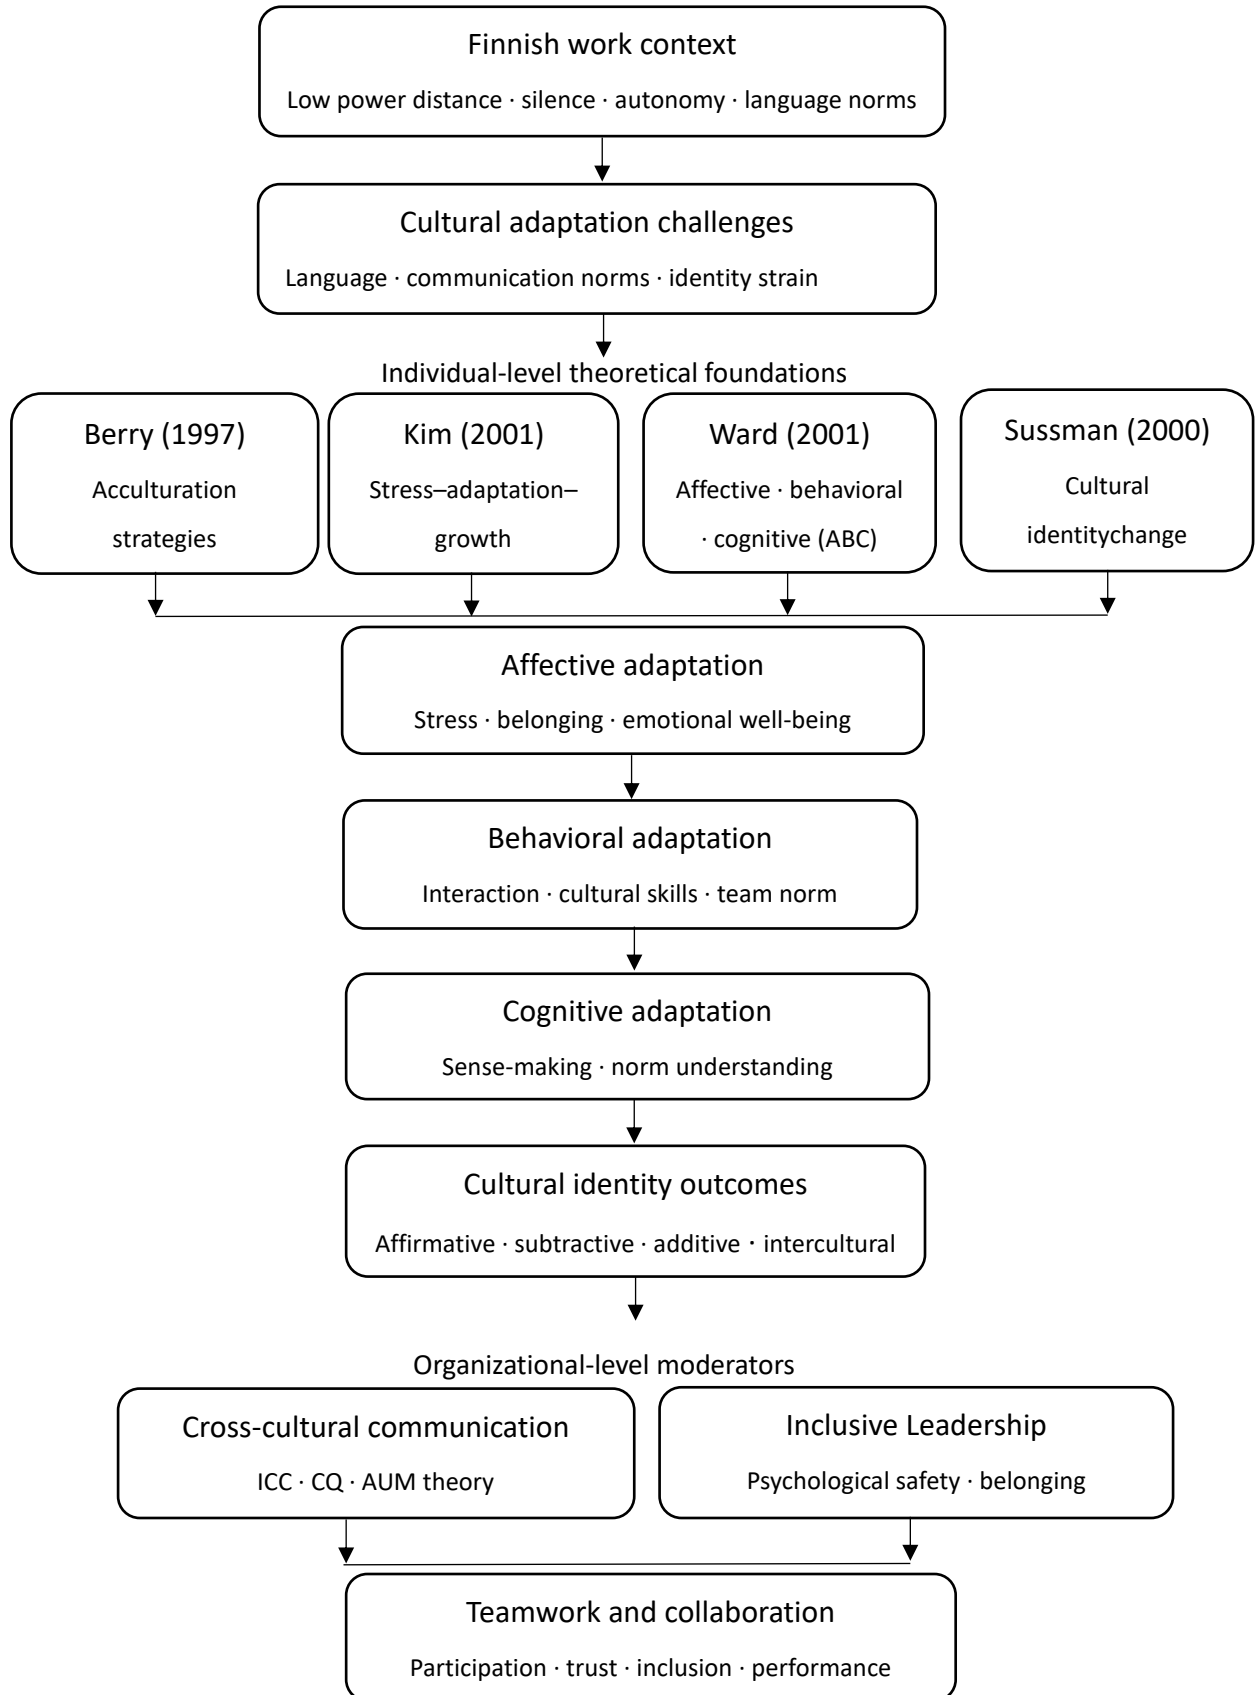 Finnish work context
Low power distance · silence · autonomy · language norms
Cultural adaptation challenges
Language · communication norms · identity strain
Individual-level theoretical foundations
Berry (1997)
Acculturation
strategies
Kim (2001)
Stress–adaptation–
growth
Ward (2001)
Affective · behavioral
· cognitive (ABC)
Sussman (2000)
Cultural
identitychange
Affective adaptation
Stress · belonging · emotional well-being
Behavioral adaptation
Interaction · cultural skills · team norm
Cognitive adaptation
Sense-making · norm understanding
Cultural identity outcomes
Affirmative · subtractive · additive · intercultural
Organizational-level moderators
Cross-cultural communication
ICC · CQ · AUM theory
Inclusive Leadership
Psychological safety · belonging
Teamwork and collaboration
Participation · trust · inclusion · performance